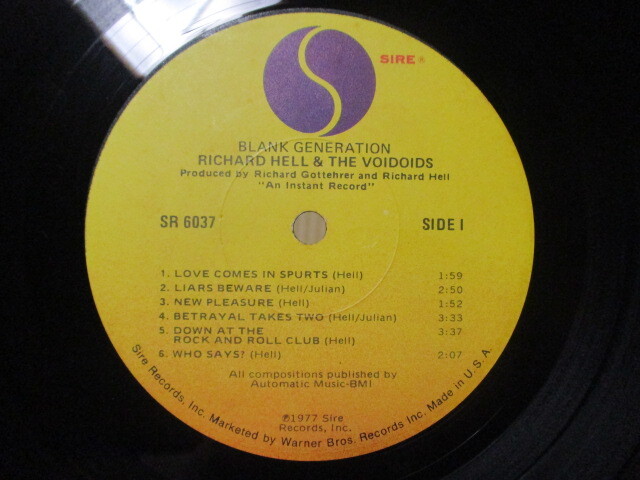 SIRE ®
BLANK GENERATION
RICHARD HELL & THE VOIDOIDS
Produced by Richard Gottehrer and Richard Hell
"An Instant Record"
SR 6037 SIDE I
1. LOVE COMES IN SPURTS (Hell) 1:59
2. LIARS BEWARE (Hell/Julian) 2:50
3. NEW PLEASURE (Hell) 1:52
4. BETRAYAL TAKES TWO (Hell/Julian) 3:33
5. DOWN AT THE
ROCK AND ROLL CLUB (Hell) 3:37
6. WHO SAYS? (Hell) 2:07
All compositions published by
Automatic Music-BMI
℗1977 Sire
Records, Inc.
Sire Records, Inc. Marketed by Warner Bros. Records Inc. Made in U.S.A.